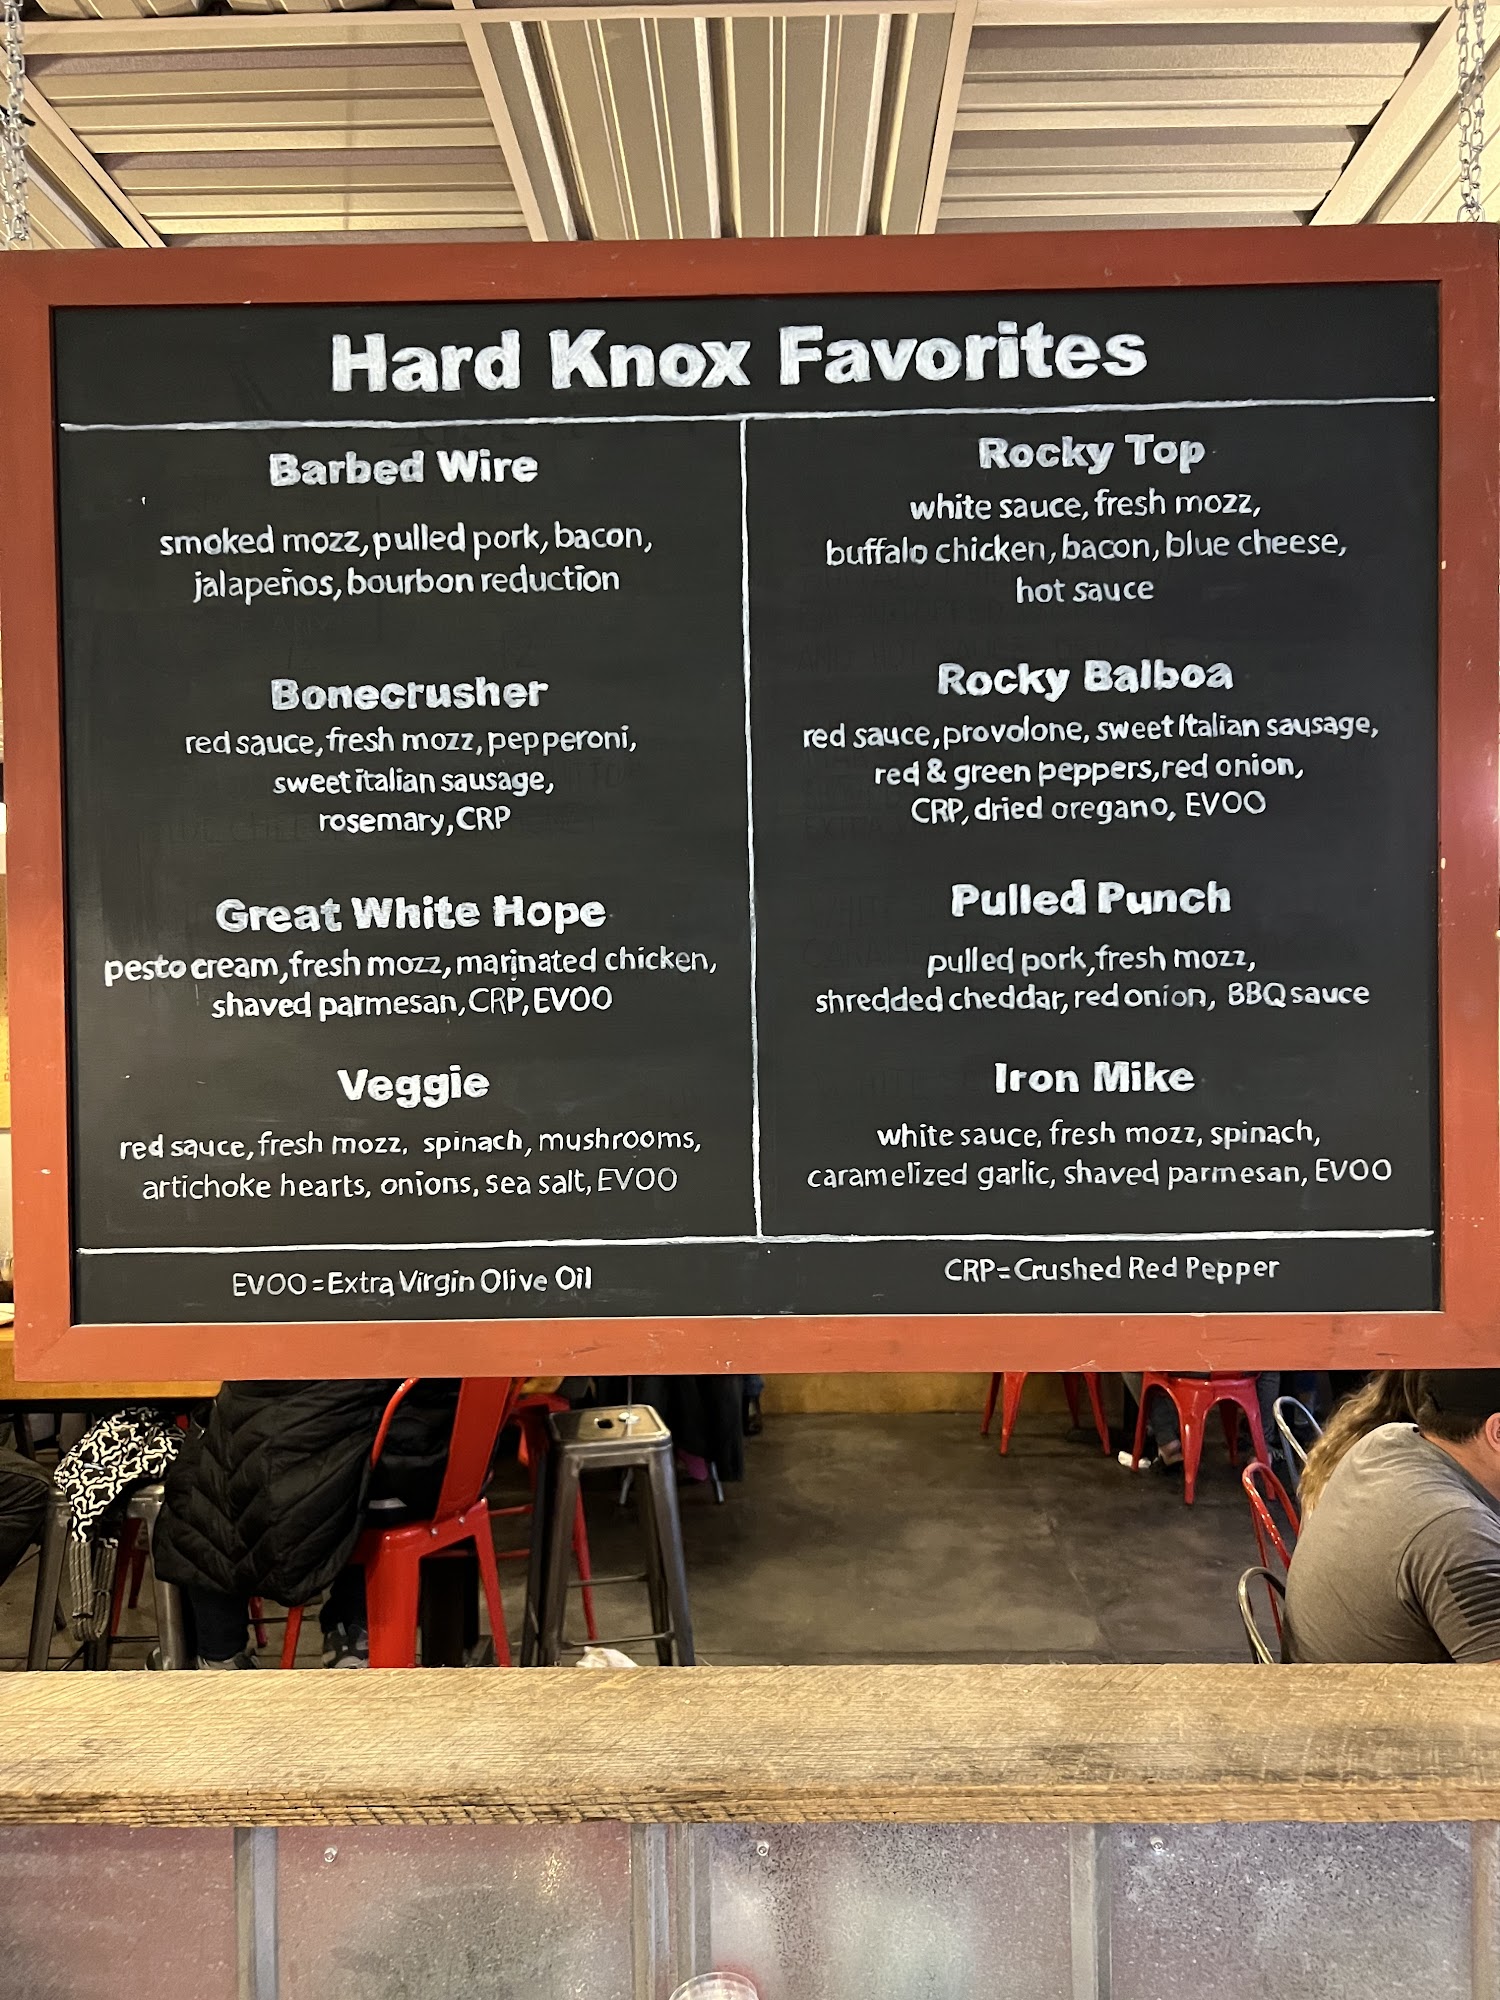 Hard Knox Favorites
Barbed Wire
smoked mozz, pulled pork, bacon,
jalapeños, bourbon reduction
Bonecrusher
red sauce, fresh mozz, pepperoni,
sweet italian sausage,
rosemary, CRP
Great White Hope
pesto cream, fresh mozz, marinated chicken,
shaved parmesan, CRP, EVOO
Veggie
red sauce, fresh mozz, spinach, mushrooms,
artichoke hearts, onions, sea salt, EVOO
Rocky Top
white sauce, fresh mozz,
buffalo chicken, bacon, blue cheese,
hot sauce
Rocky Balboa
red sauce, provolone, sweet Italian sausage,
red & green peppers, red onion,
CRP, dried oregano, EVOO
Pulled Punch
pulled pork, fresh mozz,
shredded cheddar, red onion, BBQ sauce
Iron Mike
white sauce, fresh mozz, spinach,
caramelized garlic, shaved parmesan, EVOO
EVOO = Extra Virgin Olive Oil
CRP = Crushed Red Pepper